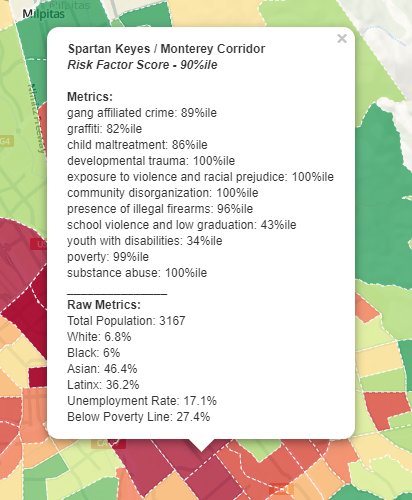 Milpitas
×
Spartan Keyes / Monterey Corridor
Risk Factor Score - 90%ile
Metrics:
gang affiliated crime: 89%ile
graffiti: 82%ile
child maltreatment: 86%ile
developmental trauma: 100%ile
exposure to violence and racial prejudice: 100%ile
community disorganization: 100%ile
presence of illegal firearms: 96%ile
school violence and low graduation: 43%ile
youth with disabilities: 34%ile
poverty: 99%ile
substance abuse: 100%ile
_______________
Raw Metrics:
Total Population: 3167
White: 6.8%
Black: 6%
Asian: 46.4%
Latinx: 36.2%
Unemployment Rate: 17.1%
Below Poverty Line: 27.4%